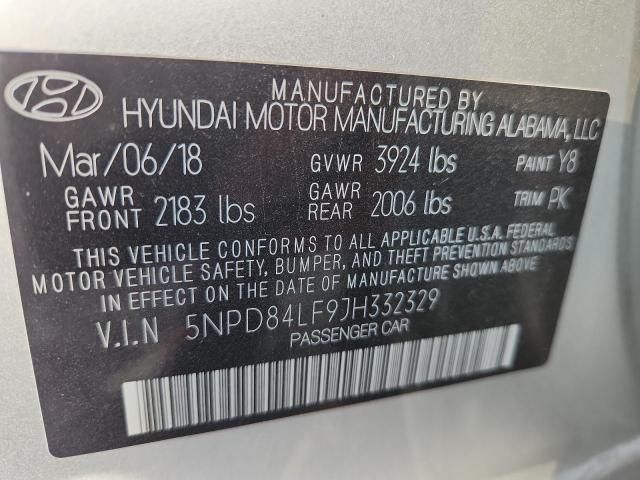 MANUFACTURED BY
HYUNDAI MOTOR MANUFACTURING ALABAMA, LLC
Mar/06/18 GVWR 3924 lbs PAINT Y8
GAWR FRONT 2183 lbs GAWR REAR 2006 lbs TRIM PK
THIS VEHICLE CONFORMS TO ALL APPLICABLE U.S.A. FEDERAL
MOTOR VEHICLE SAFETY, BUMPER, AND THEFT PREVENTION STANDARDS
IN EFFECT ON THE DATE OF MANUFACTURE SHOWN ABOVE.
V.I.N 5NPD84LF9JH332329
PASSENGER CAR